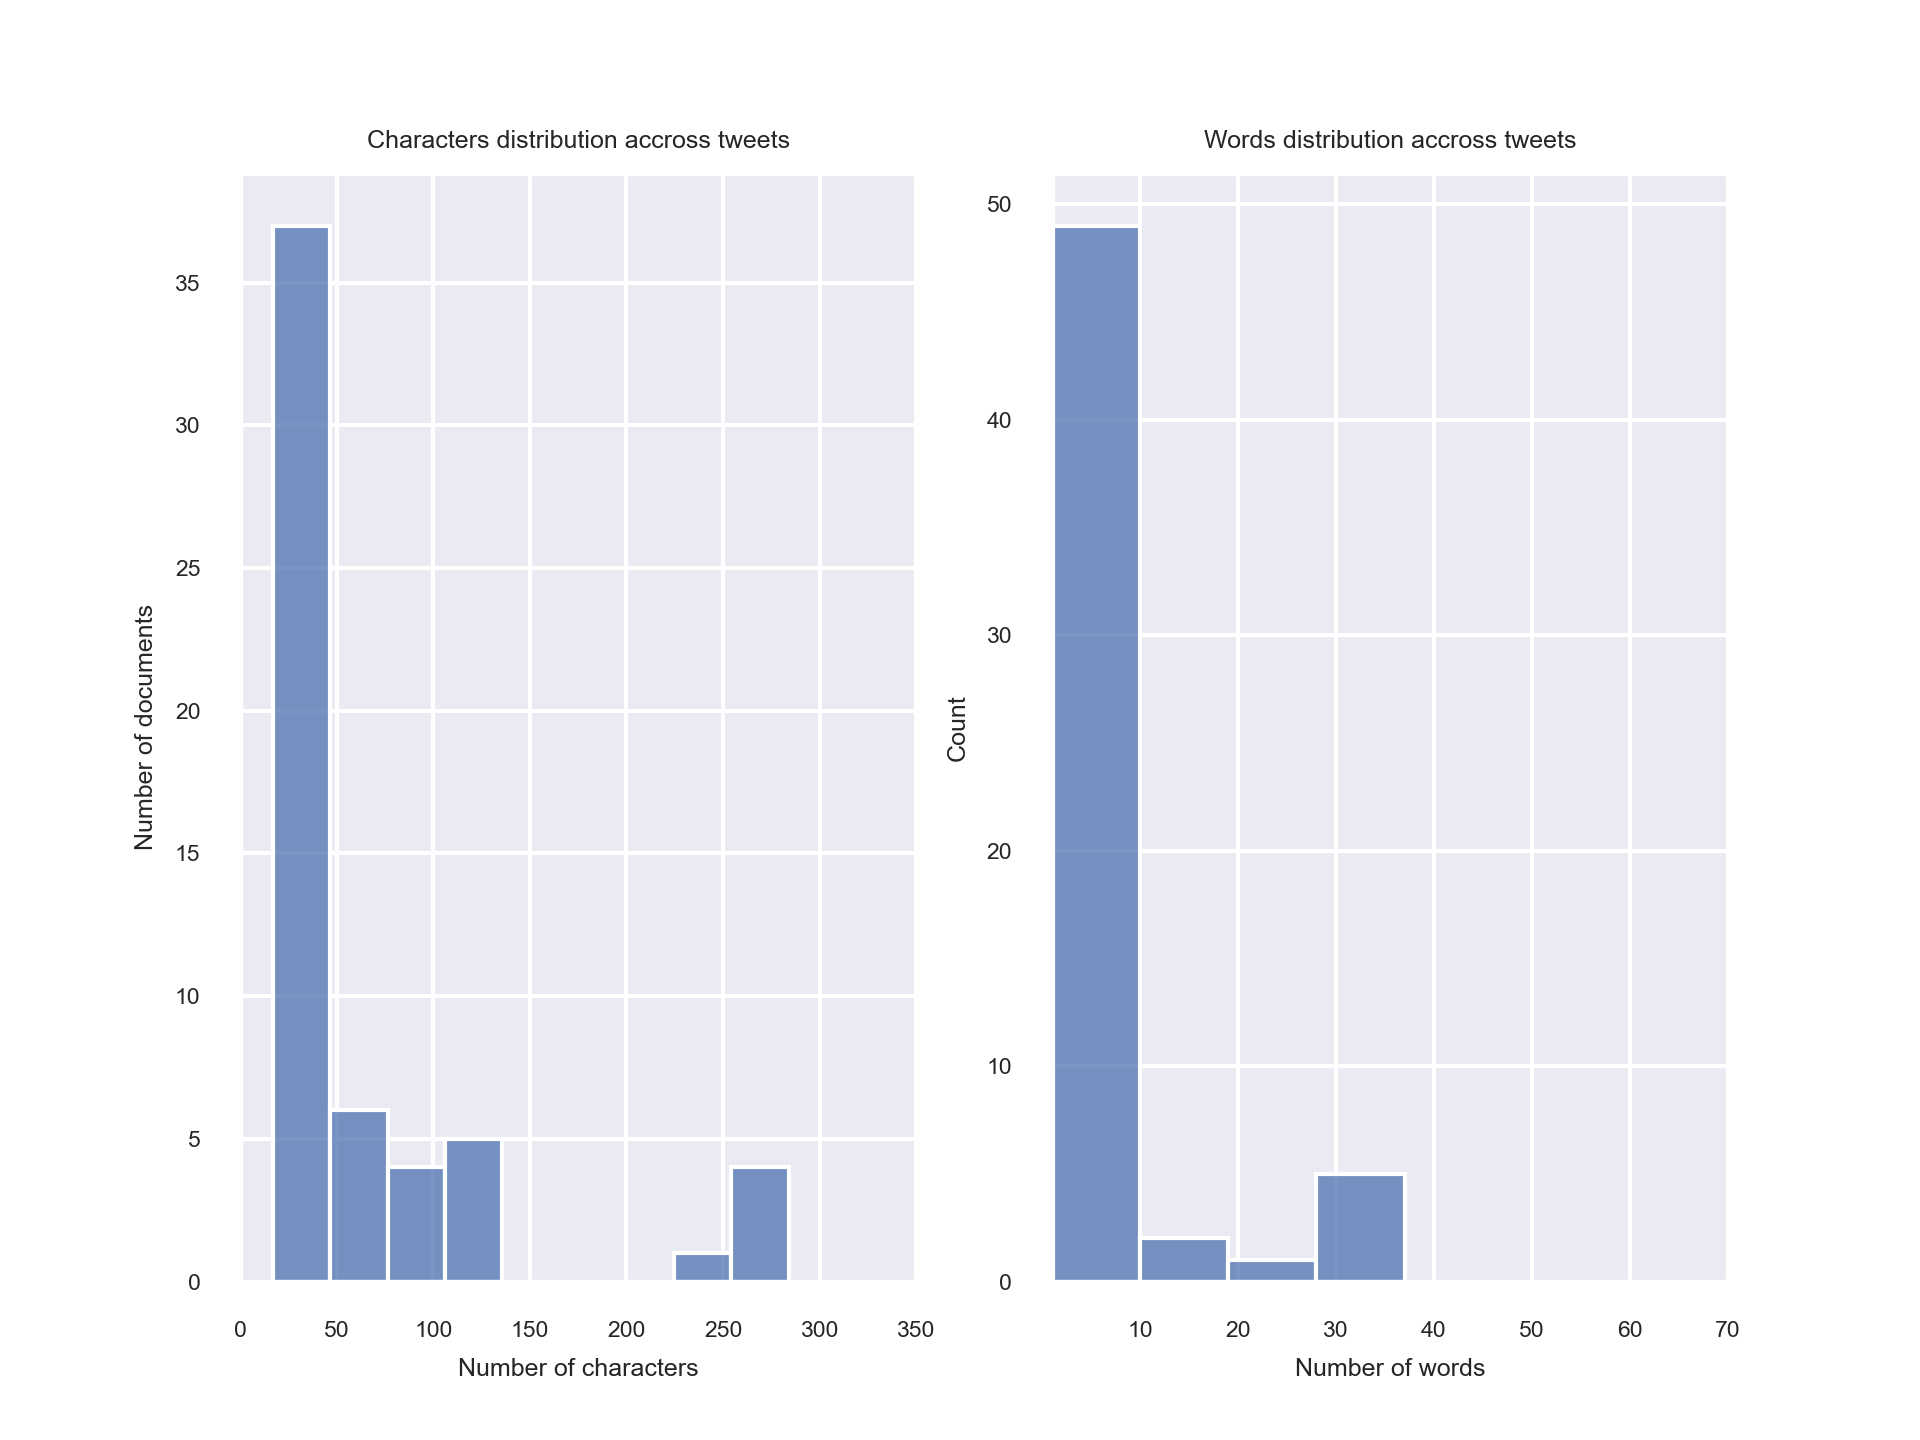 Characters distribution accross tweets
35
30
25
20
15
10
5
0
Number of documents
0 50 100 150 200 250 300 350
Number of characters
Words distribution accross tweets
50
40
30
20
10
0
Count
10 20 30 40 50 60 70
Number of words